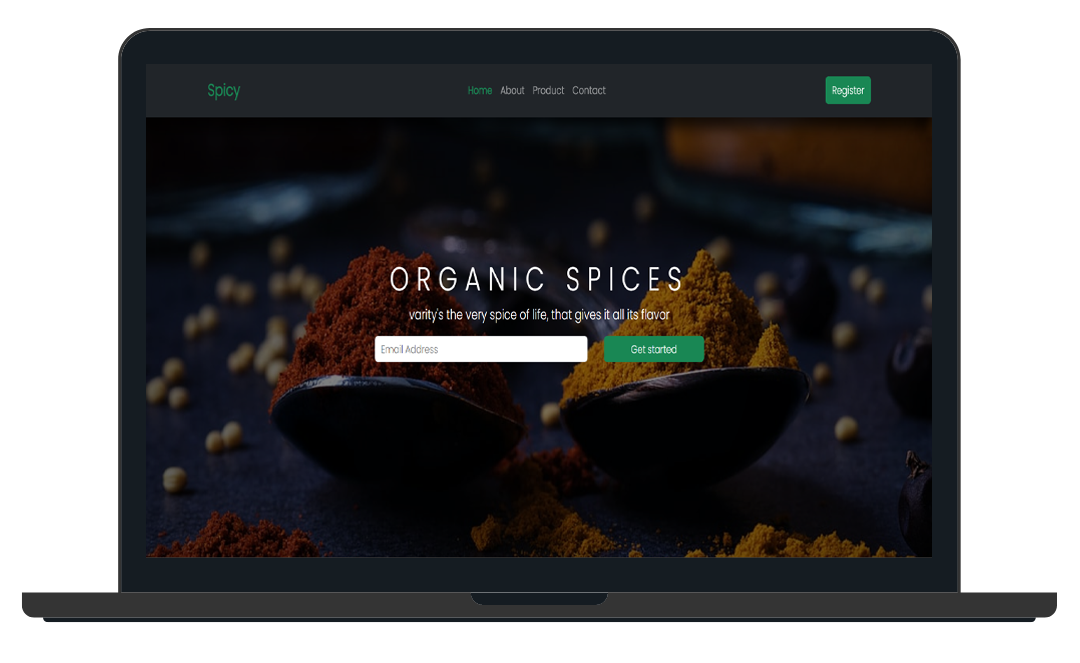 Spicy
Home About Product Contact
Register
ORGANIC SPICES
varity's the very spice of life, that gives it all its flavor
Email Address
Get started